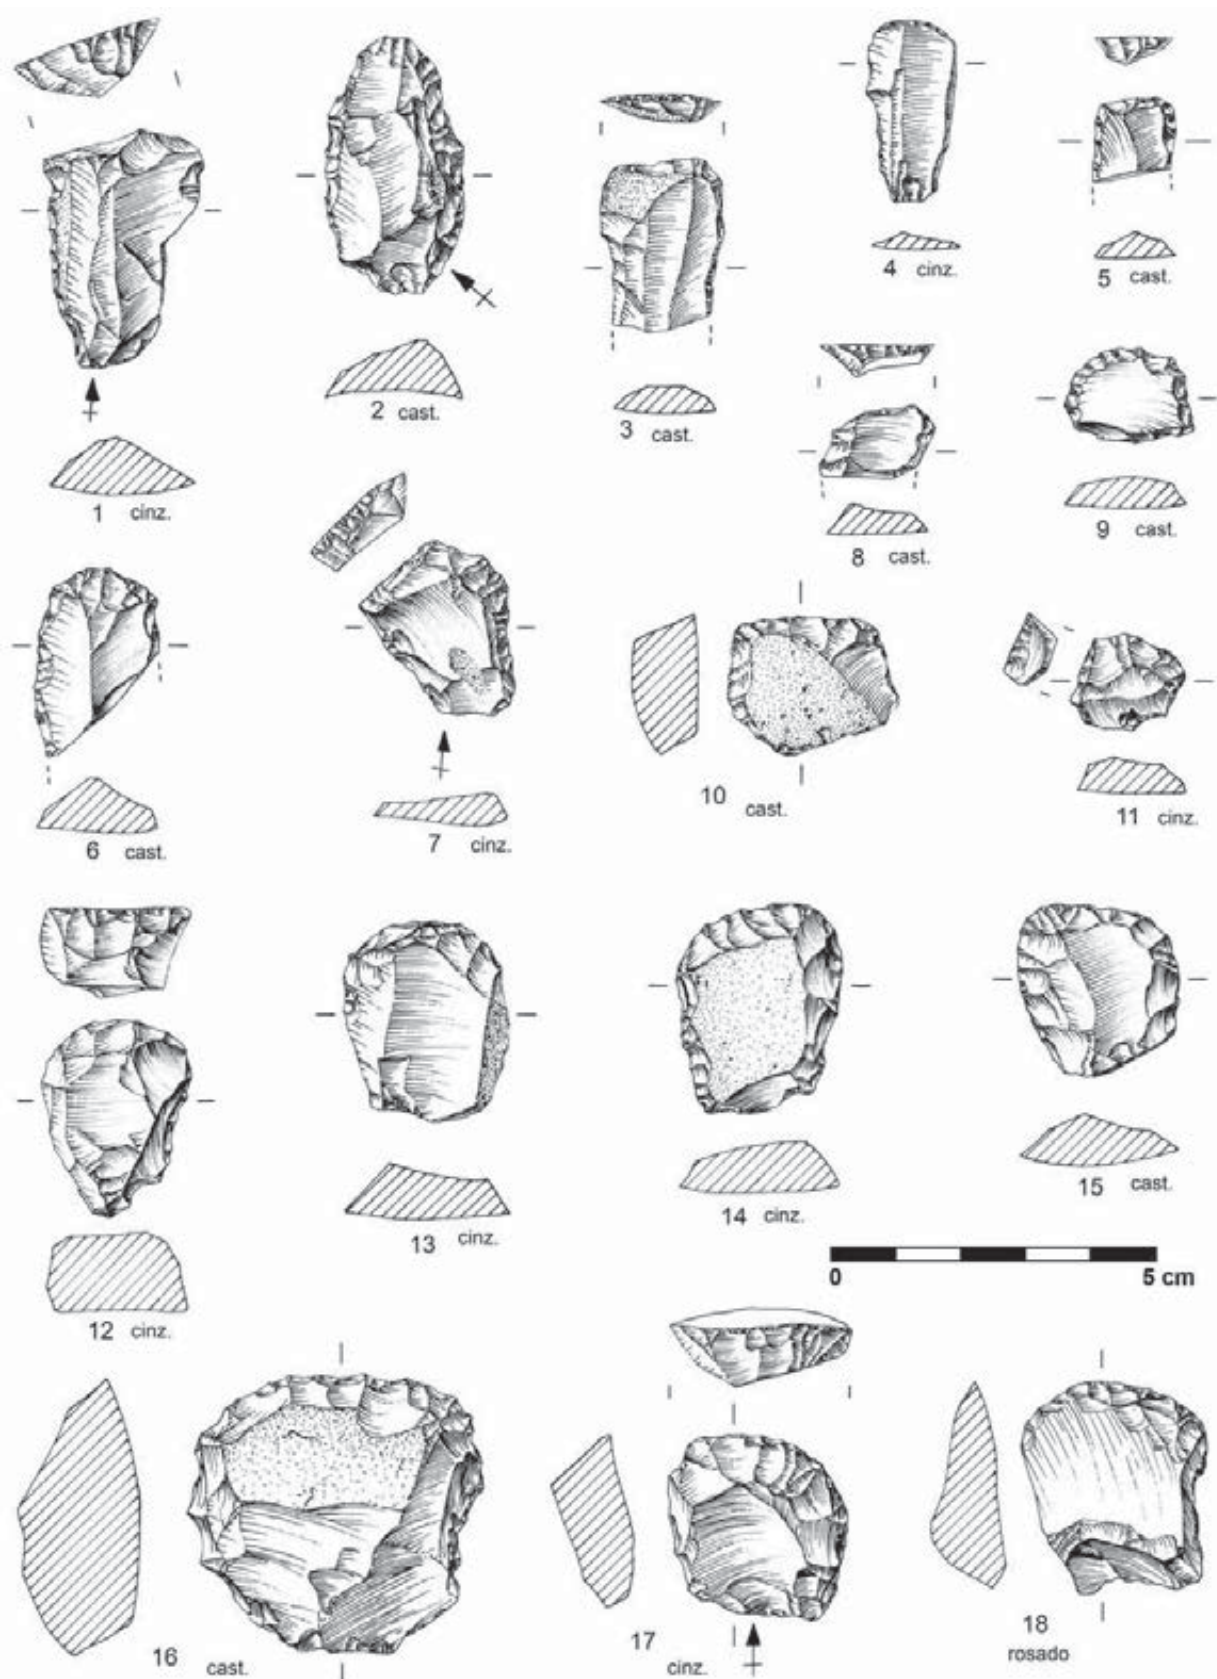 4 cinz.
5 cast.
2 cast.
3 cast.
1 cinz.
8 cast.
9 cast.
6 cast.
7 cinz.
10 cast.
11 cinz.
12 cinz.
13 cinz.
14 cinz.
15 cast.
0 5 cm
16 cast.
17 cinz.
18
rosado